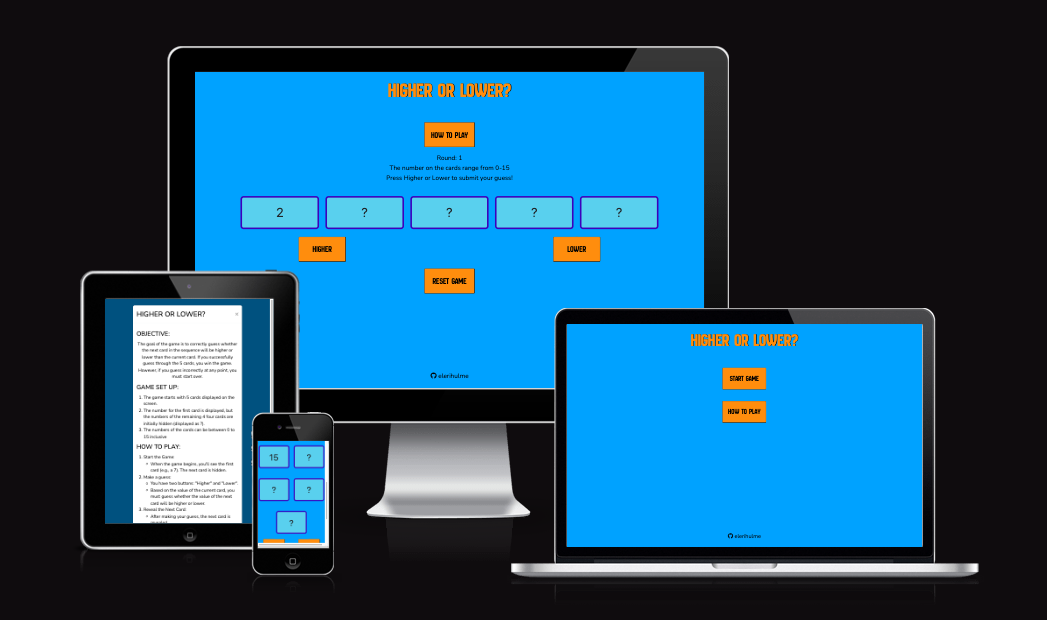 HIGHER OR LOWER?
HOW TO PLAY
Round: 1
The number on the cards range from 0-15
Press Higher or Lower to submit your guess!
2 ? ? ? ?
HIGHER LOWER
RESET GAME
elerihulme
HIGHER OR LOWER? ×
OBJECTIVE:
The goal of the game is to correctly guess whether
the next card in the sequence will be higher or
lower than the current card. If you successfully
guess through the 5 cards, you win the game.
However, if you guess incorrectly at any point, you
must start over.
GAME SET UP:
1. The game starts with 5 cards displayed on the
screen.
2. The number for the first card is displayed, but
the numbers of the remaining 4 four cards are
initially hidden (displayed as ?).
3. The numbers of the cards can be between 0 to
15 inclusive.
HOW TO PLAY:
1. Start the Game
When the game begins, you'll see the first
card (e.g., a 7). The next card is hidden.
2. Make a guess:
You have two buttons: "Higher" and "Lower".
Based on the value of the current card, you
must guess whether the value of the next
card will be higher or lower.
3. Reveal the Next Card:
After making your guess, the next card is
15 ?
? ?
?
HIGHER OR LOWER?
START GAME
HOW TO PLAY
elerihulme